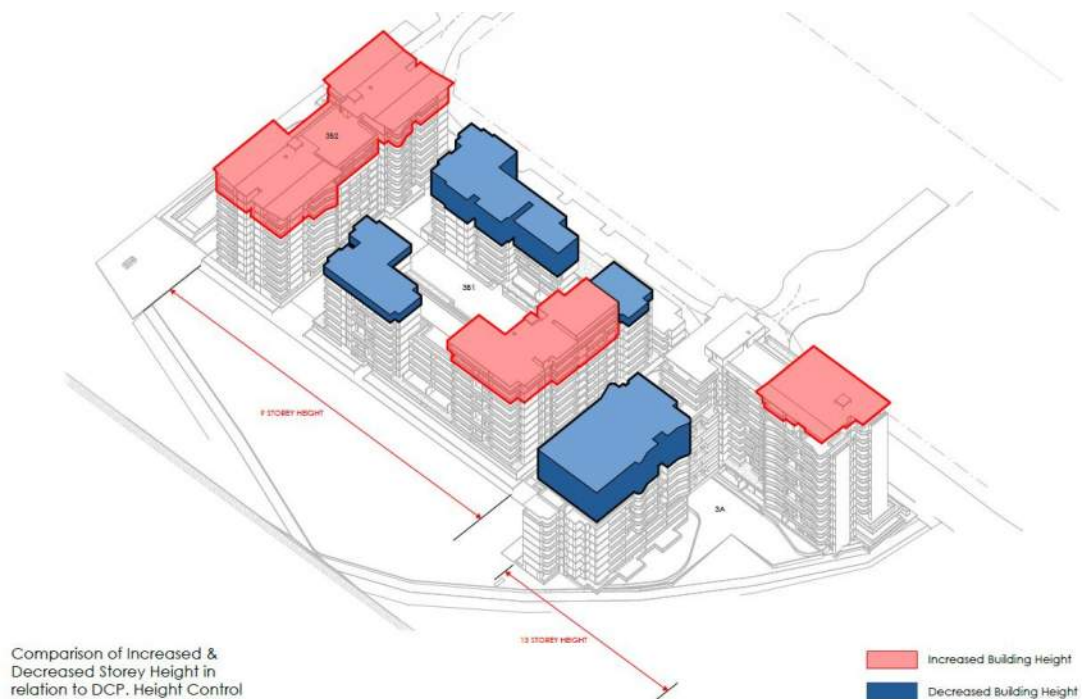 3B2
3B1
9 STOREY HEIGHT
3A
13 STOREY HEIGHT
Comparison of Increased &
Decreased Storey Height in
relation to DCP. Height Control
Increased Building Height
Decreased Building Height